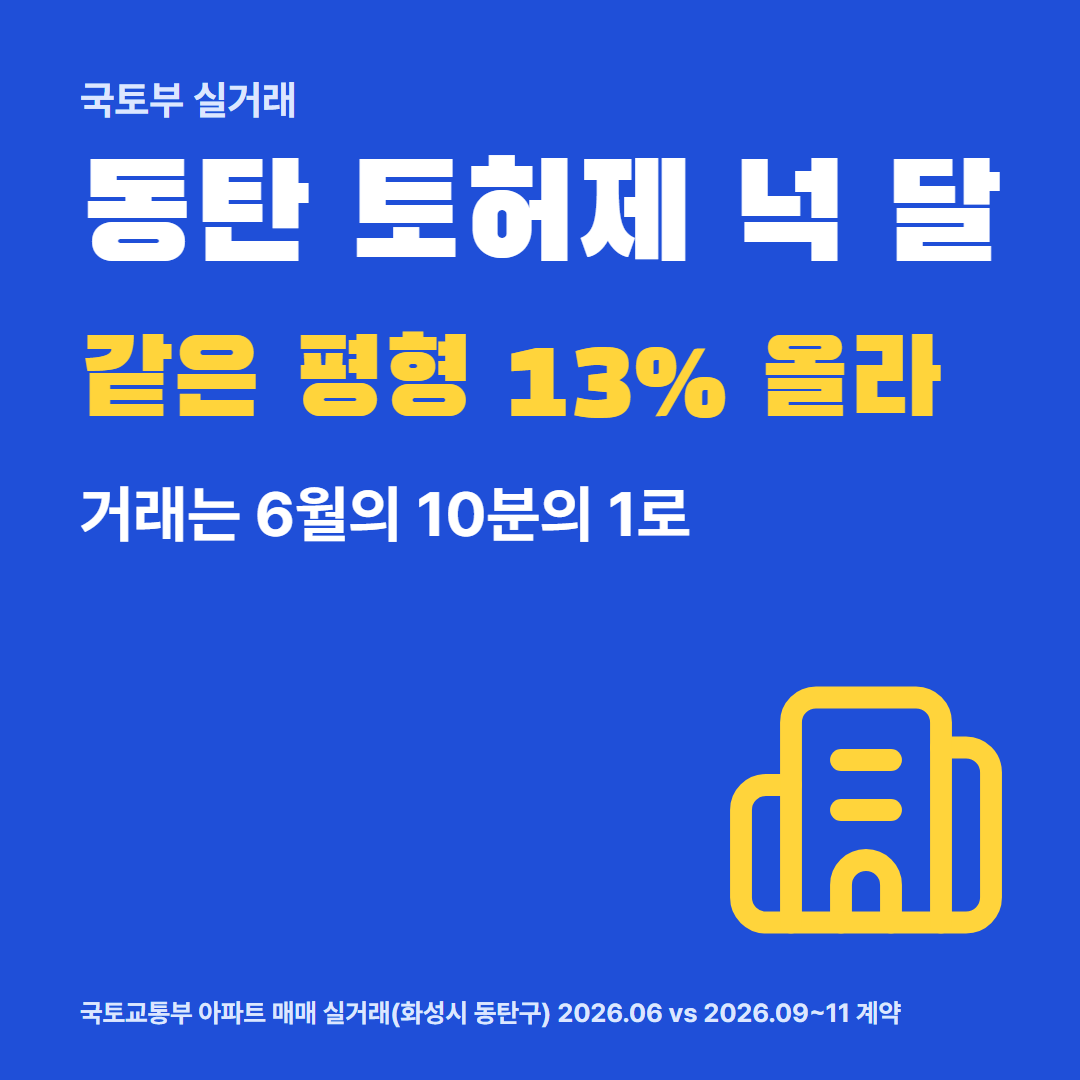 국토부 실거래
동탄 토허제 넉 달
같은 평형 13% 올라
거래는 6월의 10분의 1로
국토교통부 아파트 매매 실거래(화성시 동탄구) 2026.06 vs 2026.09~11 계약